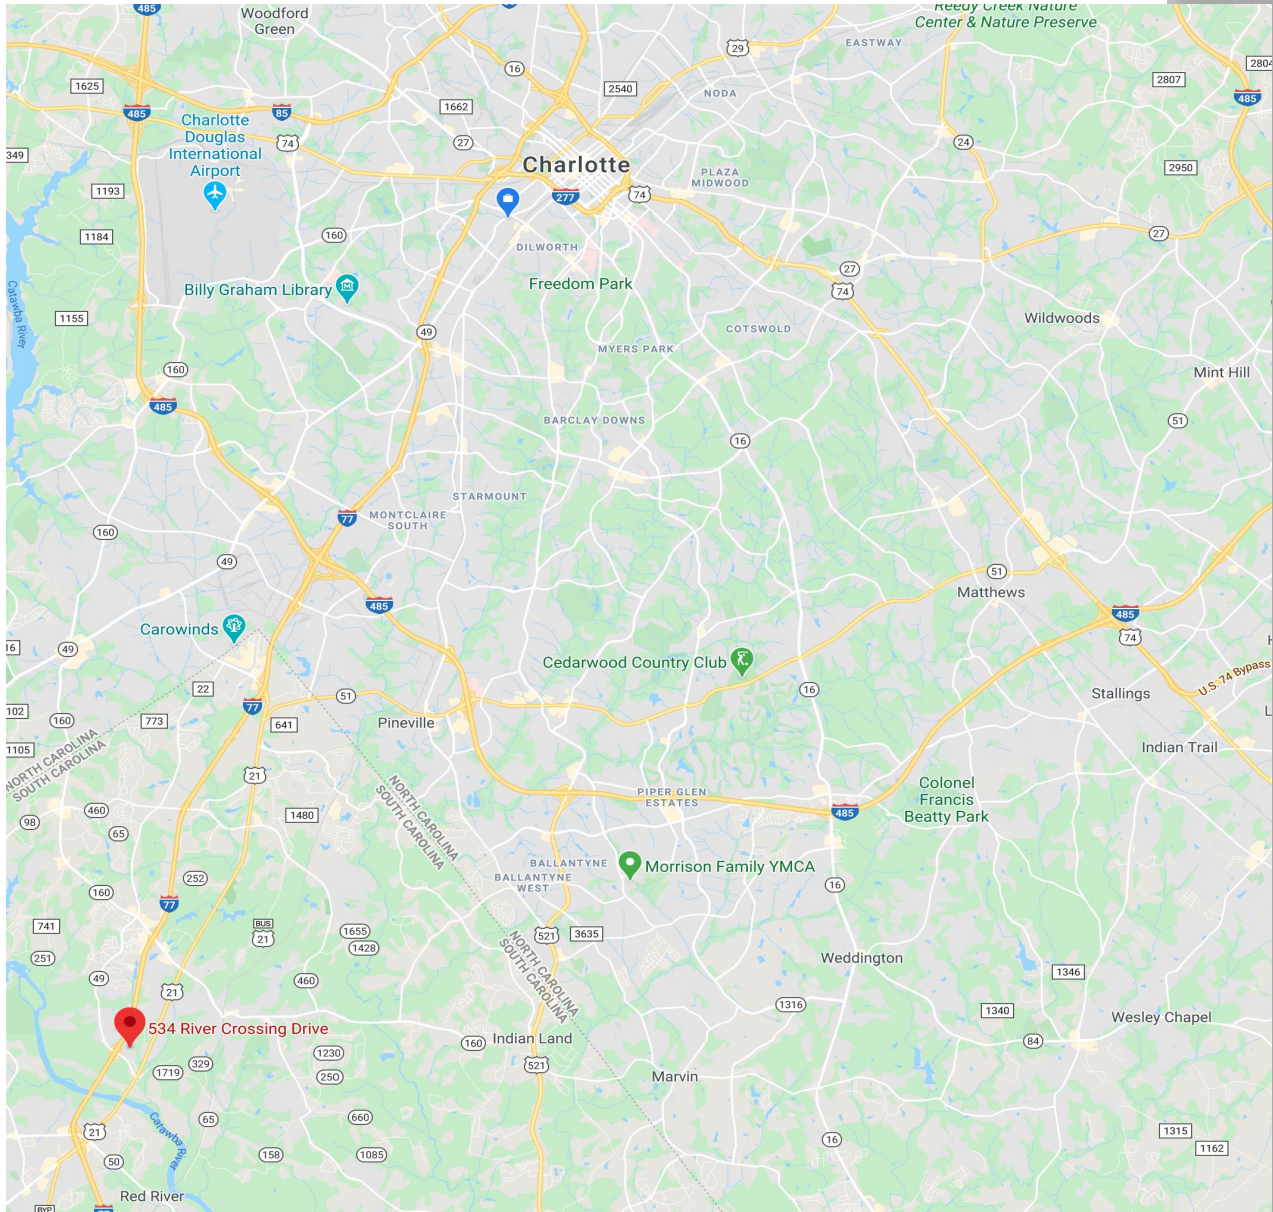 485
Woodford
Green
Reedy Creek Nature
Center & Nature Preserve
29
EASTWAY
16
2804
2807
1625
2540
NODA
485
1662
485
85
Charlotte
Douglas
International
Airport
74
27
24
349
Charlotte
PLAZA
MIDWOOD
2950
1193
277
74
1184
160
DILWORTH
27
27
74
Billy Graham Library
Freedom Park
Catawba River
1155
49
COTSWOLD
Wildwoods
MYERS PARK
160
Mint Hill
485
BARCLAY DOWNS
51
16
STARMOUNT
77
MONTCLAIRE
SOUTH
160
49
51
Matthews
485
485
Carowinds
74
16
49
Cedarwood Country Club
U.S. 74 Bypass
22
51
16
Stallings
102
160
773
77
641
Pineville
Indian Trail
1105
NORTH CAROLINA
SOUTH CAROLINA
21
NORTH CAROLINA
SOUTH CAROLINA
PIPER GLEN
ESTATES
Colonel
Francis
Beatty Park
460
98
65
1480
485
BALLANTYNE
BALLANTYNE
WEST
Morrison Family YMCA
160
252
16
77
741
BUS
21
1655
1428
521
3635
251
NORTH CAROLINA
SOUTH CAROLINA
Weddington
49
460
1346
21
1316
1340
534 River Crossing Drive
Wesley Chapel
160
Indian Land
84
1230
329
1719
250
521
Marvin
Catawba River
65
660
21
16
1315
50
158
1085
1162
Red River
BYP
77